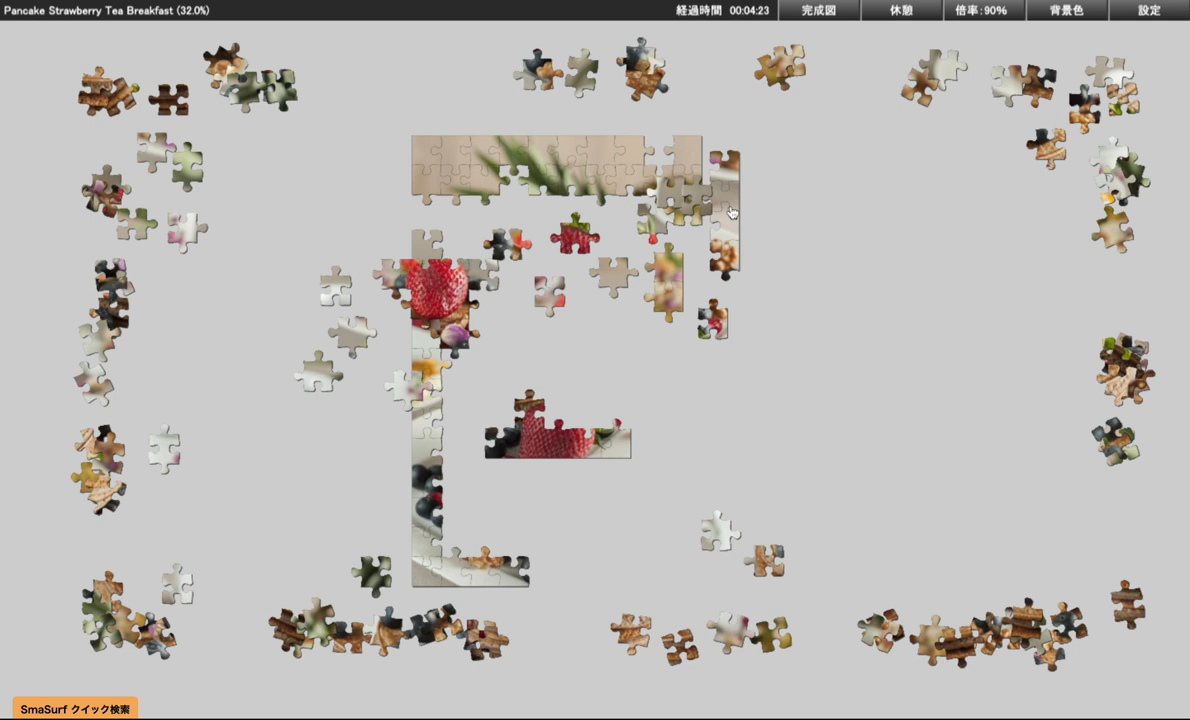 Pancake Strawberry Tea Breakfast (32.0%)
経過時間 00:04:23
完成図
休憩
倍率:90%
背景色
設定
SmaSurf クイック検索